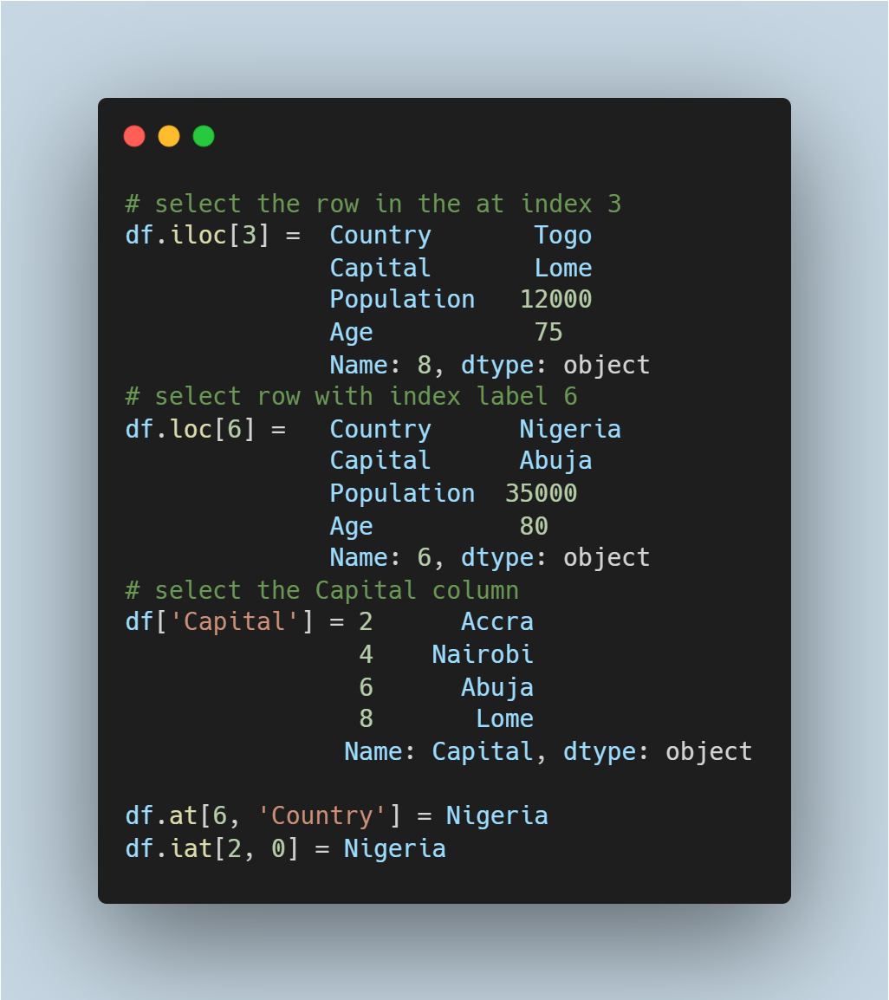 # select the row in the at index 3
df.iloc[3] =  Country       Togo
              Capital       Lome
              Population   12000
              Age           75
              Name: 8, dtype: object
# select row with index label 6
df.loc[6] =   Country      Nigeria
              Capital      Abuja
              Population  35000
              Age          80
              Name: 6, dtype: object
# select the Capital column
df['Capital'] = 2      Accra
                4    Nairobi
                6      Abuja
                8       Lome
               Name: Capital, dtype: object

df.at[6, 'Country'] = Nigeria
df.iat[2, 0] = Nigeria